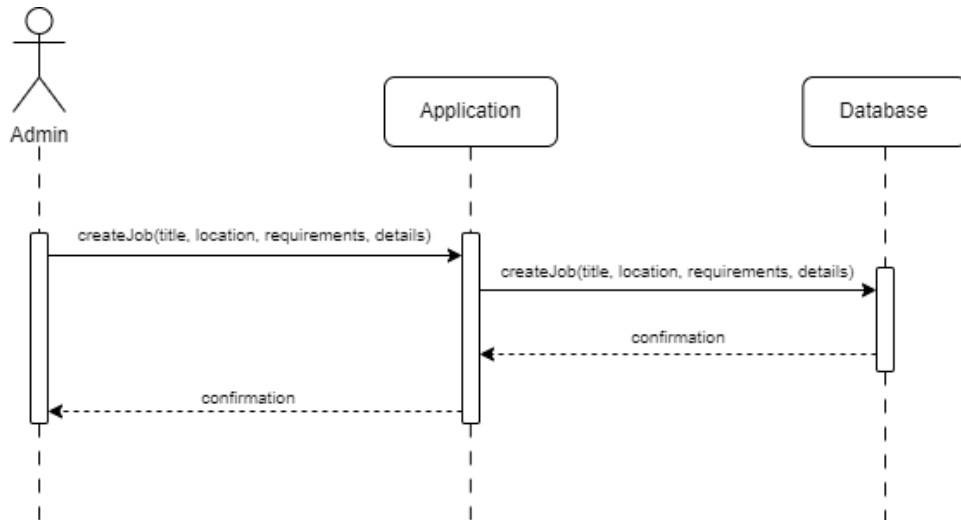 Admin
Application
Database
createJob(title, location, requirements, details)
createJob(title, location, requirements, details)
confirmation
confirmation